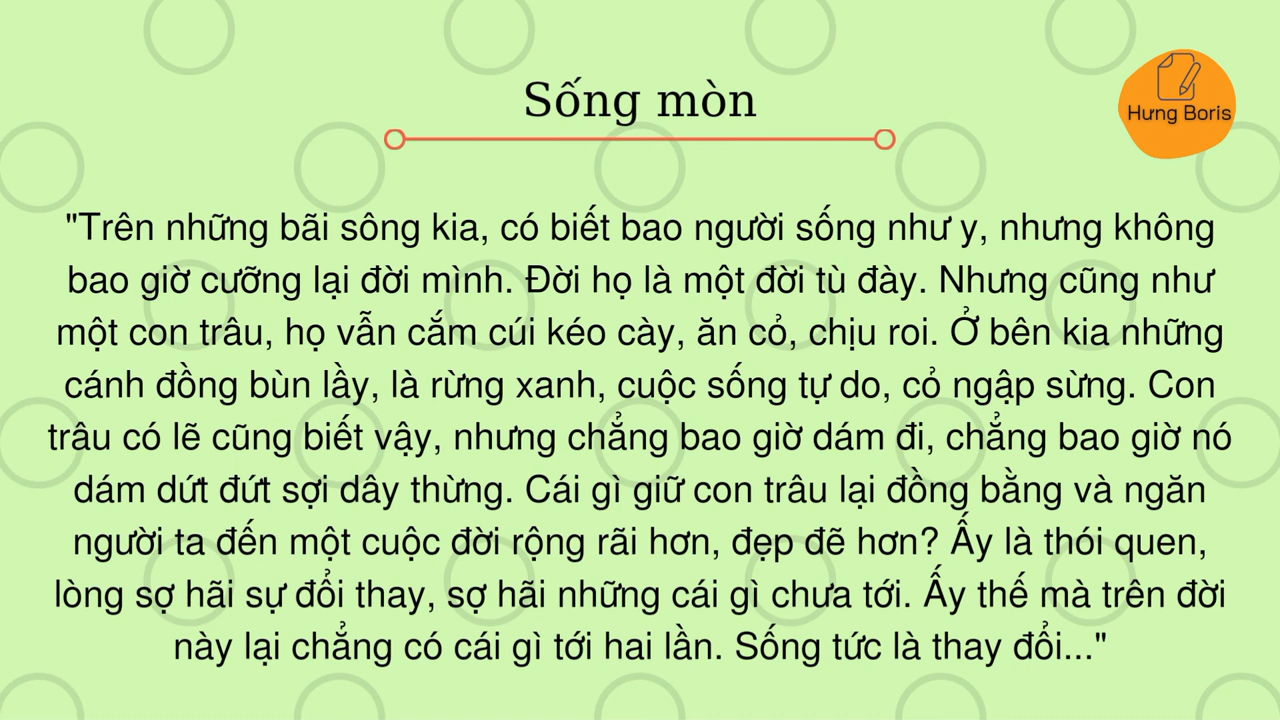 Sống mòn
Hưng Boris
"Trên những bãi sông kia, có biết bao người sống như y, nhưng không
bao giờ cưỡng lại đời mình. Đời họ là một đời tù đày. Nhưng cũng như
một con trâu, họ vẫn cắm cúi kéo cày, ăn cỏ, chịu roi. Ở bên kia những
cánh đồng bùn lầy, là rừng xanh, cuộc sống tự do, cỏ ngập sừng. Con
trâu có lẽ cũng biết vậy, nhưng chẳng bao giờ dám đi, chẳng bao giờ nó
dám dứt đứt sợi dây thừng. Cái gì giữ con trâu lại đồng bằng và ngăn
người ta đến một cuộc đời rộng rãi hơn, đẹp đẽ hơn? Ấy là thói quen,
lòng sợ hãi sự đổi thay, sợ hãi những cái gì chưa tới. Ấy thế mà trên đời
này lại chẳng có cái gì tới hai lần. Sống tức là thay đổi..."